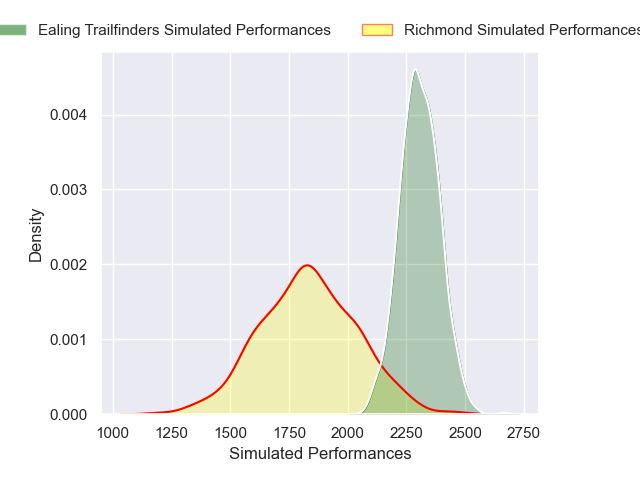 Ealing Trailfinders Simulated Performances Richmond Simulated Performances
0.004
0.003
0.002
0.001
0.000
Density
1000 1250 1500 1750 2000 2250 2500 2750
Simulated Performances